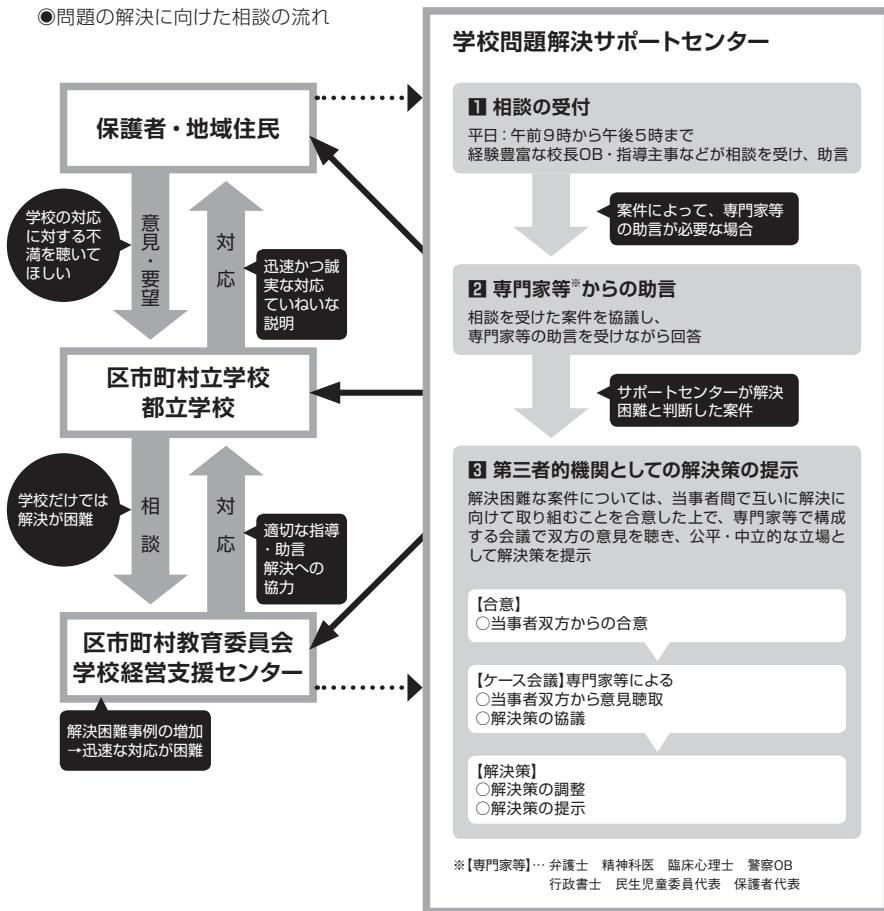 ◉問題の解決に向けた相談の流れ
保護者・地域住民
学校の対応
に対する不
満を聴いて
ほしい
意見・要望
対応
迅速かつ誠
実な対応
ていねいな
説明
区市町村立学校
都立学校
学校だけでは
解決が困難
相談
対応
適切な指導
・助言
解決への
協力
区市町村教育委員会
学校経営支援センター
解決困難事例の増加
→迅速な対応が困難
学校問題解決サポートセンター
1 相談の受付
平日：午前9時から午後5時まで
経験豊富な校長OB・指導主事などが相談を受け、助言
案件によって、専門家等
の助言が必要な場合
2 専門家等※からの助言
相談を受けた案件を協議し、
専門家等の助言を受けながら回答
サポートセンターが解決
困難と判断した案件
3 第三者的機関としての解決策の提示
解決困難な案件については、当事者間で互いに解決に
向けて取り組むことを合意した上で、専門家等で構成
する会議で双方の意見を聴き、公平・中立的な立場と
して解決策を提示
【合意】
○当事者双方からの合意
【ケース会議】専門家等による
○当事者双方から意見聴取
○解決策の協議
【解決策】
○解決策の調整
○解決策の提示
※【専門家等】… 弁護士　精神科医　臨床心理士　警察OB
行政書士　民生児童委員代表　保護者代表